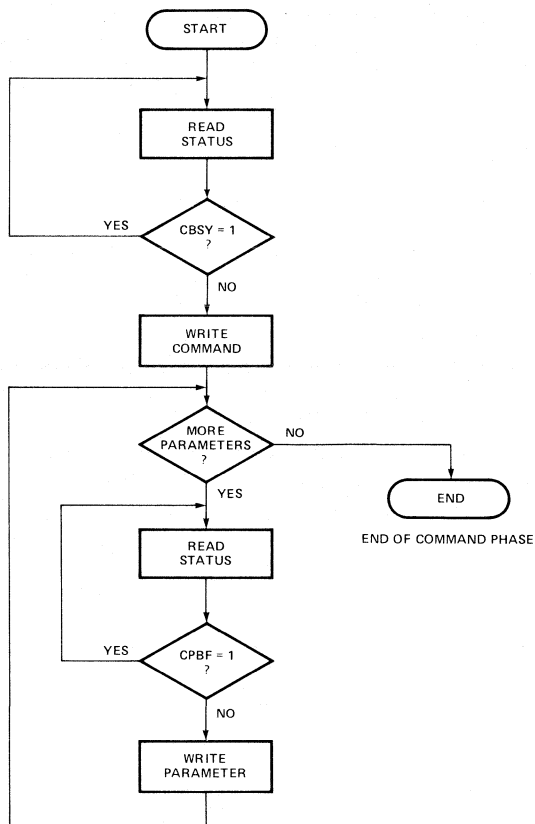 START
READ
STATUS
YES
CBSY = 1
?
NO
WRITE
COMMAND
MORE
PARAMETERS
?
NO
YES
END
END OF COMMAND PHASE
READ
STATUS
YES
CPBF = 1
?
NO
WRITE
PARAMETER